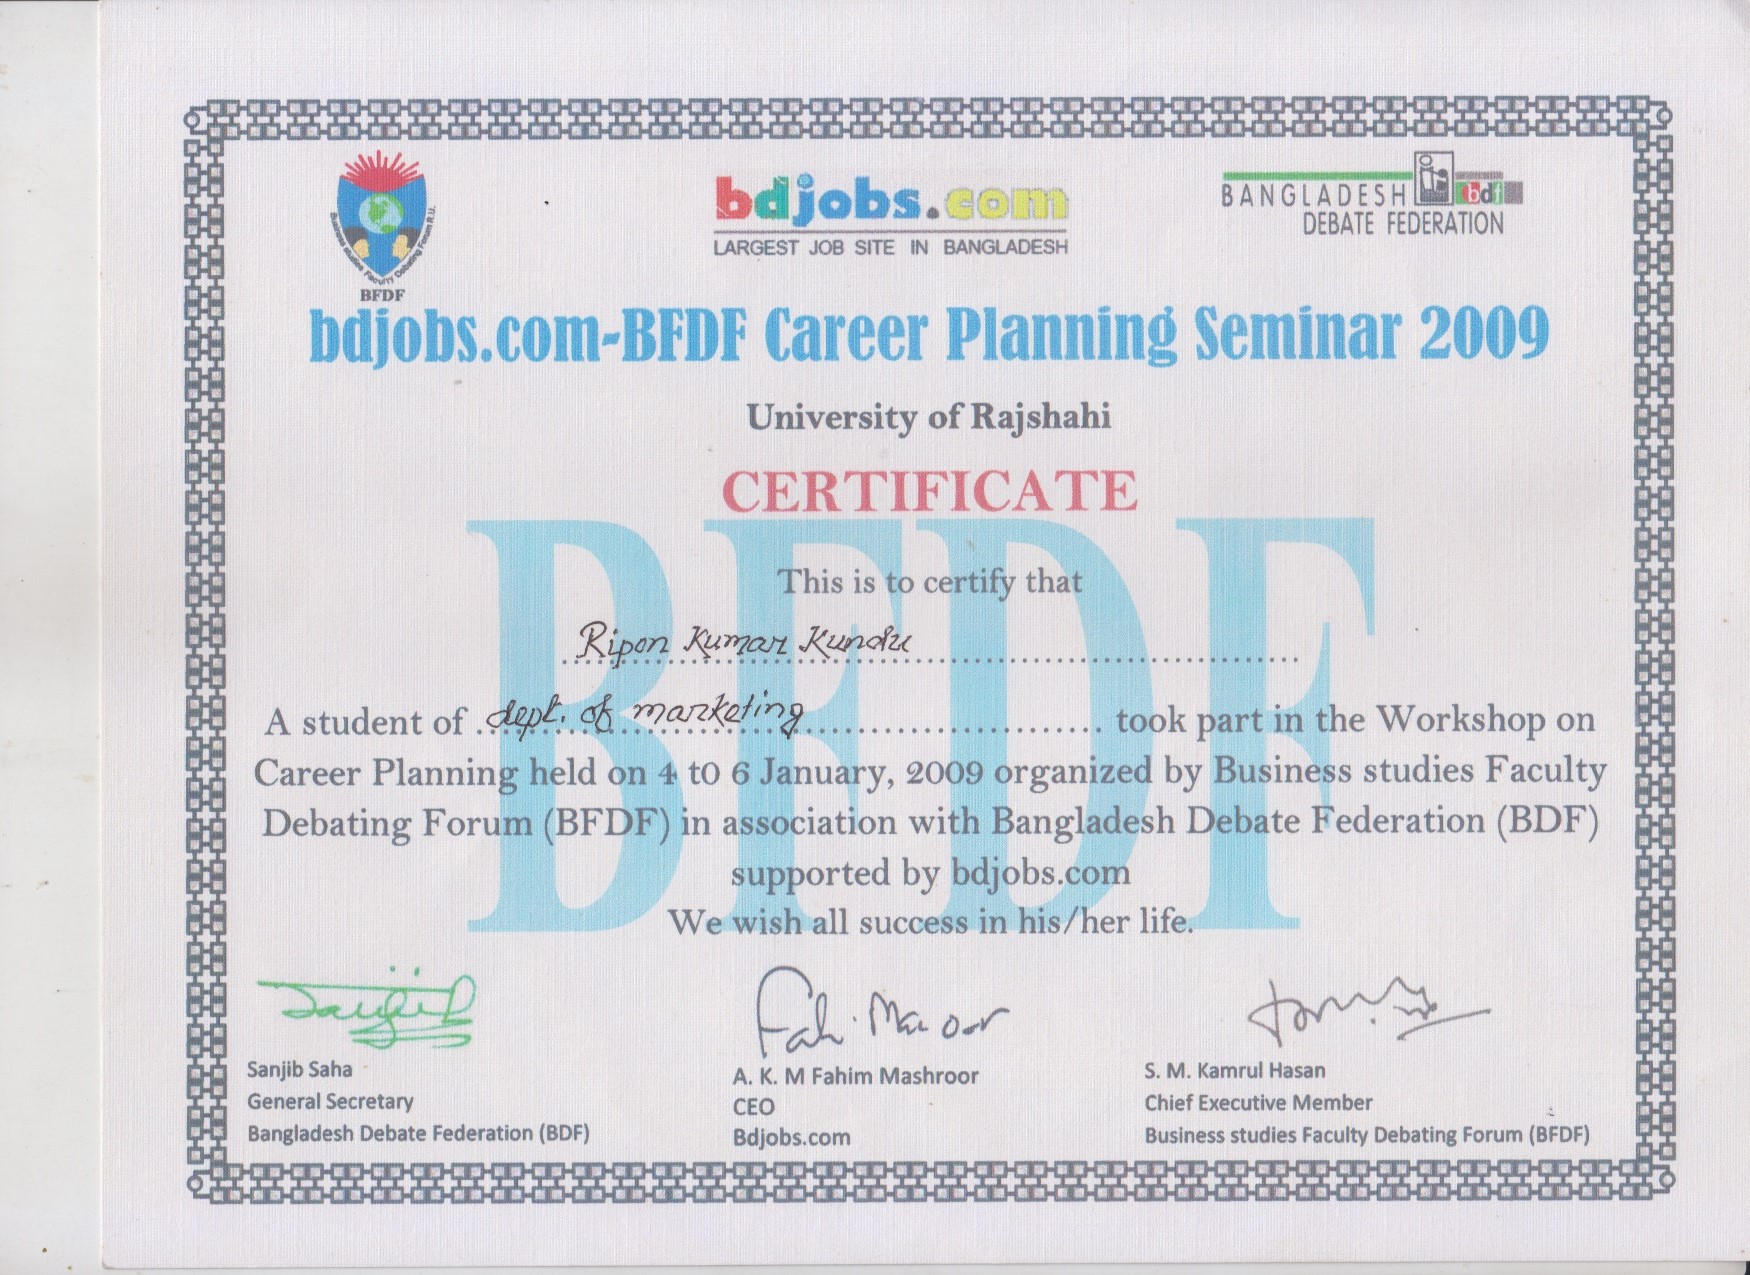 Business studies Faculty Debating Forum R.U.
BFDF
bdjobs.com
LARGEST JOB SITE IN BANGLADESH
BANGLADESH bdf
DEBATE FEDERATION
bdjobs.com-BFDF Career Planning Seminar 2009
University of Rajshahi
CERTIFICATE
BFDF
This is to certify that
Ripon Kumar Kundu
A student of dept. of marketing took part in the Workshop on
Career Planning held on 4 to 6 January, 2009 organized by Business studies Faculty
Debating Forum (BFDF) in association with Bangladesh Debate Federation (BDF)
supported by bdjobs.com
We wish all success in his/her life.
Sanjib Saha
General Secretary
Bangladesh Debate Federation (BDF)
A. K. M Fahim Mashroor
CEO
Bdjobs.com
S. M. Kamrul Hasan
Chief Executive Member
Business studies Faculty Debating Forum (BFDF)